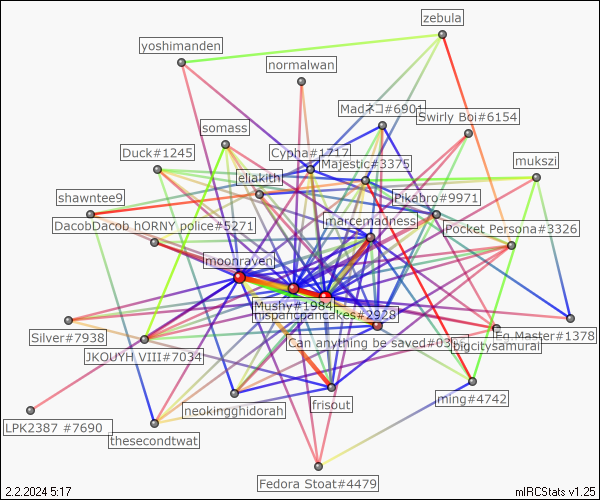 zebula
yoshimanden
normalwan
Madネコ#6901
Swirly Boi#6154
somass
Duck#1245
Cypha#1717
Majestic#3375
mukszi
eliakith
shawntee9
Pikabro#9971
DacobDacob
police#5271
marcemadness
Pocket Persona#3326
moonraven
Mushy#1984
hispanicpancakes#2928
Silver#7938
Eg.Master#1378
Can anything be saved#03
bigcitysamurai
JKOUYH VIII#7034
ming#4742
frisout
neokingghidorah
LPK2387 #7690
thesecondtwat
Fedora Stoat#4479
2.2.2024 5:17
mIRCStats v1.25